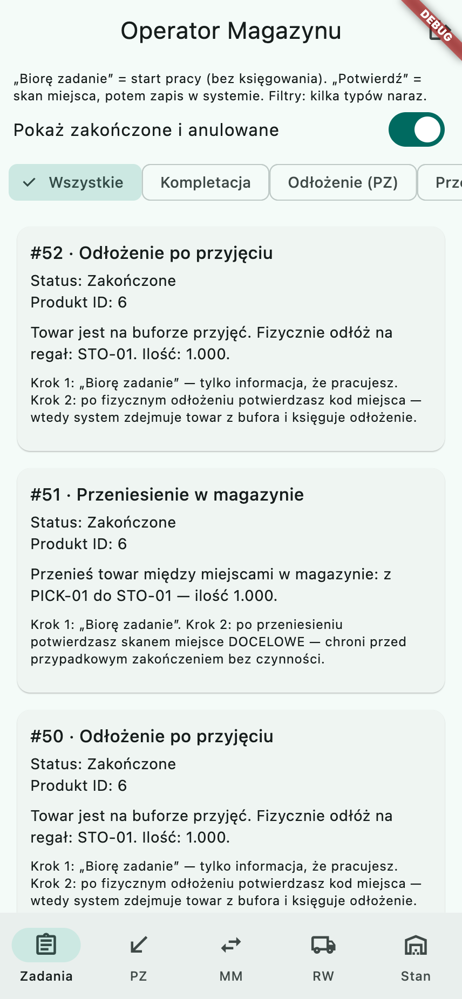 Operator Magazynu
DEBUG
„Biorę zadanie” = start pracy (bez księgowania). „Potwierdź” =
skan miejsca, potem zapis w systemie. Filtry: kilka typów naraz.
Pokaż zakończone i anulowane
Wszystkie
Kompletacja
Odłożenie (PZ)
#52 · Odłożenie po przyjęciu
Status: Zakończone
Produkt ID: 6
Towar jest na buforze przyjęć. Fizycznie odłóż na
regał: STO-01. Ilość: 1.000.
Krok 1: „Biorę zadanie” — tylko informacja, że pracujesz.
Krok 2: po fizycznym odłożeniu potwierdzasz kod miejsca —
wtedy system zdejmuje towar z bufora i księguje odłożenie.
#51 · Przeniesienie w magazynie
Status: Zakończone
Produkt ID: 6
Przenieś towar między miejscami w magazynie: z
PICK-01 do STO-01 — ilość 1.000.
Krok 1: „Biorę zadanie”. Krok 2: po przeniesieniu
potwierdzasz skanem miejsce DOCELOWE — chroni przed
przypadkowym zakończeniem bez czynności.
#50 · Odłożenie po przyjęciu
Status: Zakończone
Produkt ID: 6
Towar jest na buforze przyjęć. Fizycznie odłóż na
regał: STO-01. Ilość: 1.000.
Krok 1: „Biorę zadanie” — tylko informacja, że pracujesz.
Krok 2: po fizycznym odłożeniu potwierdzasz kod miejsca —
wtedy system zdejmuje towar z bufora i księguje odłożenie.
Zadania
PZ
MM
RW
Stan